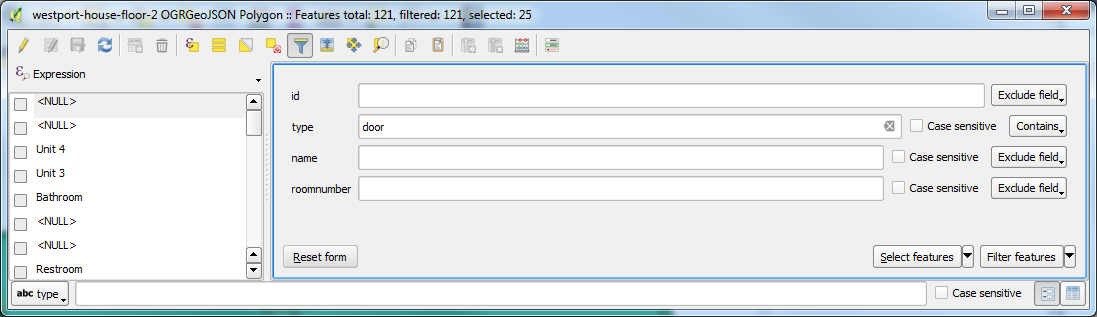 westport-house-floor-2 OGRGeoJSON Polygon :: Features total: 121, filtered: 121, selected: 25
Expression
<NULL>
<NULL>
Unit 4
Unit 3
Bathroom
<NULL>
<NULL>
Restroom
id Exclude field
type door Case sensitive Contains
name Case sensitive Exclude field
roomnumber Case sensitive Exclude field
Reset form Select features Filter features
abc type Case sensitive